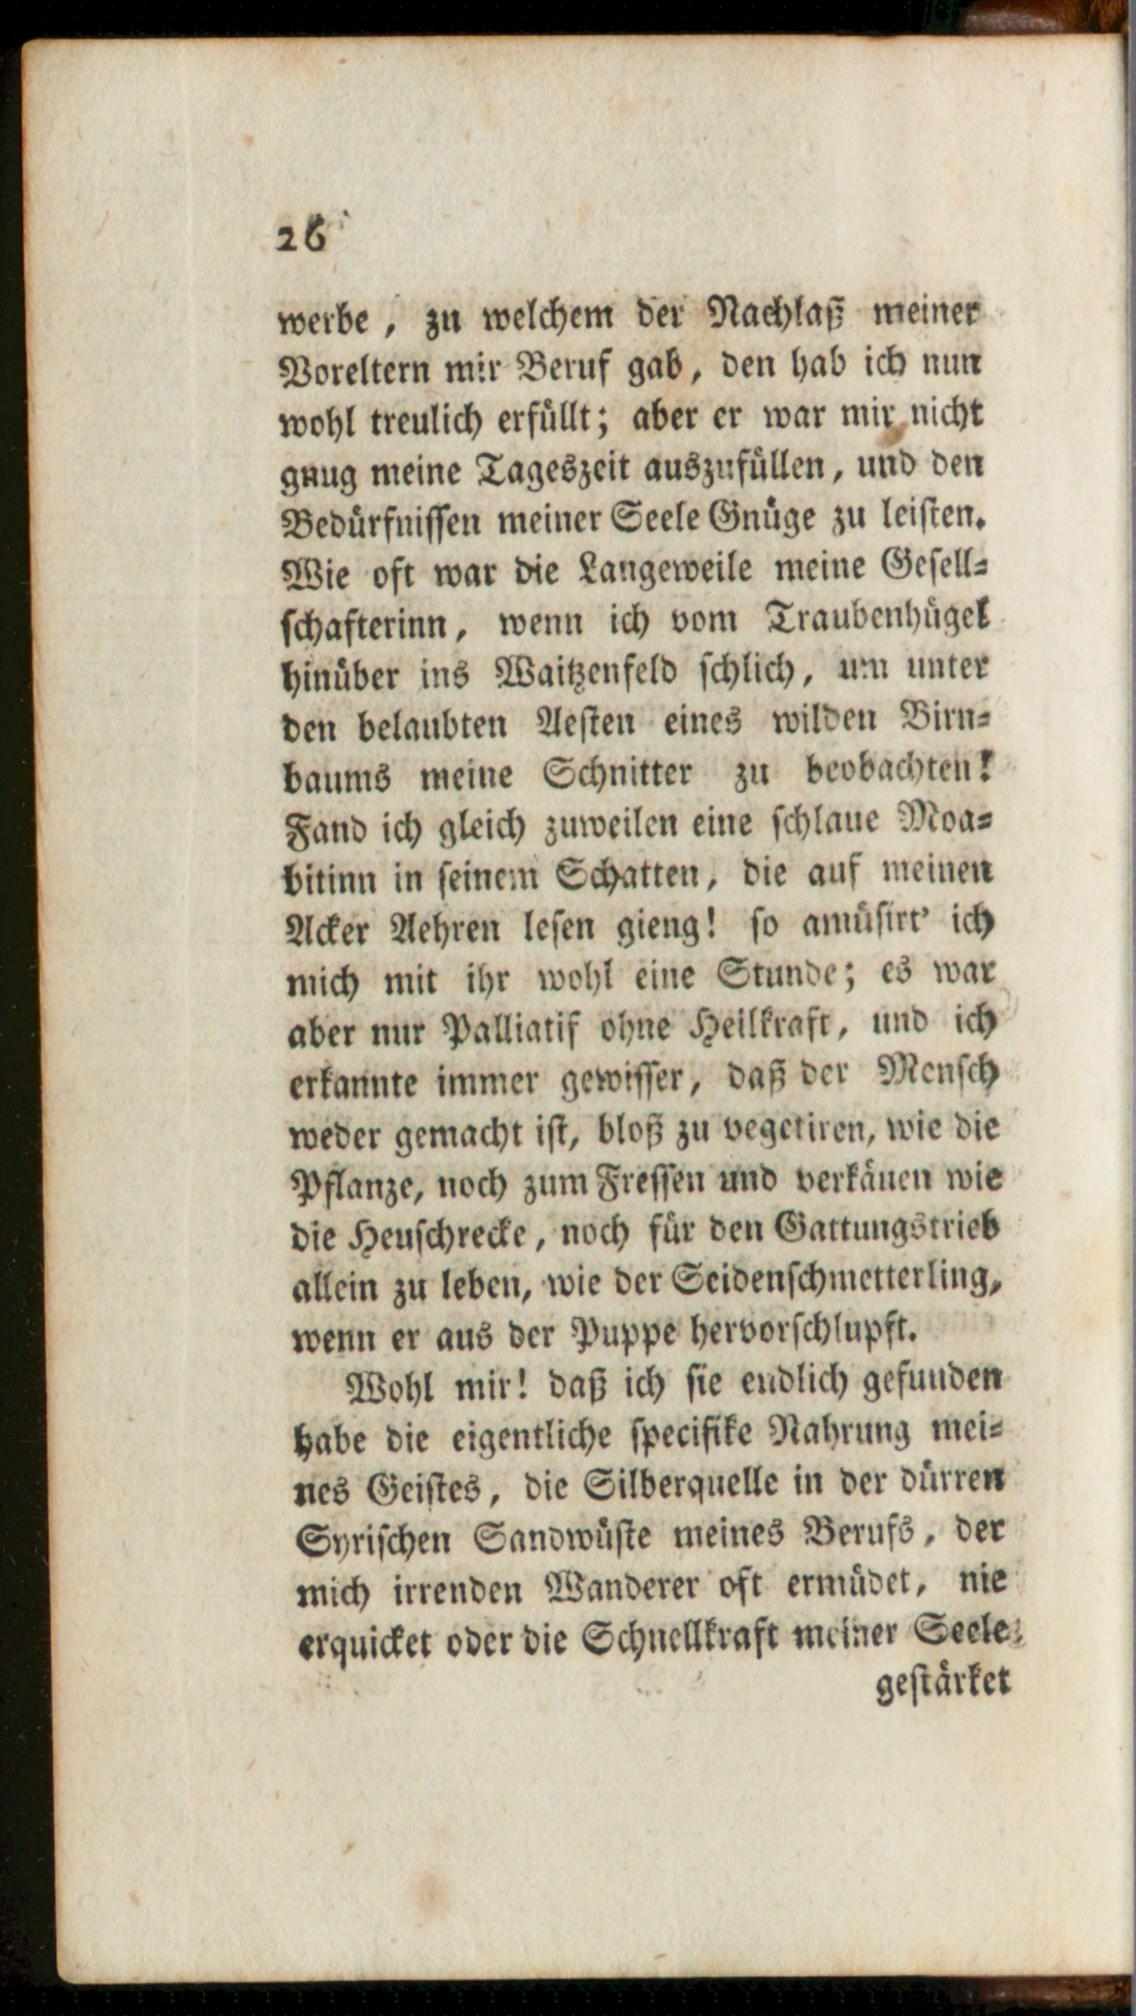 26
werbe, zu welchem der Nachlaß meiner
Voreltern mir Beruf gab, den hab ich nun
wohl treulich erfüllt; aber er war mir nicht
gnug meine Tageszeit auszufüllen, und den
Bedürfnissen meiner Seele Gnüge zu leisten.
Wie oft war die Langeweile meine Gesell-
schafterinn, wenn ich vom Traubenhügel
hinüber ins Waitzenfeld schlich, um unter
den belaubten Aesten eines wilden Birn-
baums meine Schnitter zu beobachten!
Fand ich gleich zuweilen eine schlaue Moa-
bitinn in seinem Schatten, die auf meinen
Acker Aehren lesen gieng! so amüsirt' ich
mich mit ihr wohl eine Stunde; es war
aber nur Palliatif ohne Heilkraft, und ich
erkannte immer gewisser, daß der Mensch
weder gemacht ist, bloß zu vegetiren, wie die
Pflanze, noch zum Fressen und verkäuen wie
die Heuschrecke, noch für den Gattungstrieb
allein zu leben, wie der Seidenschmetterling,
wenn er aus der Puppe hervorschlupft.
Wohl mir! daß ich sie endlich gefunden
habe die eigentliche specifike Nahrung mei-
nes Geistes, die Silberquelle in der dürren
Syrischen Sandwüste meines Berufs, der
mich irrenden Wanderer oft ermüdet, nie
erquicket oder die Schnellkraft meiner Seele
gestärket